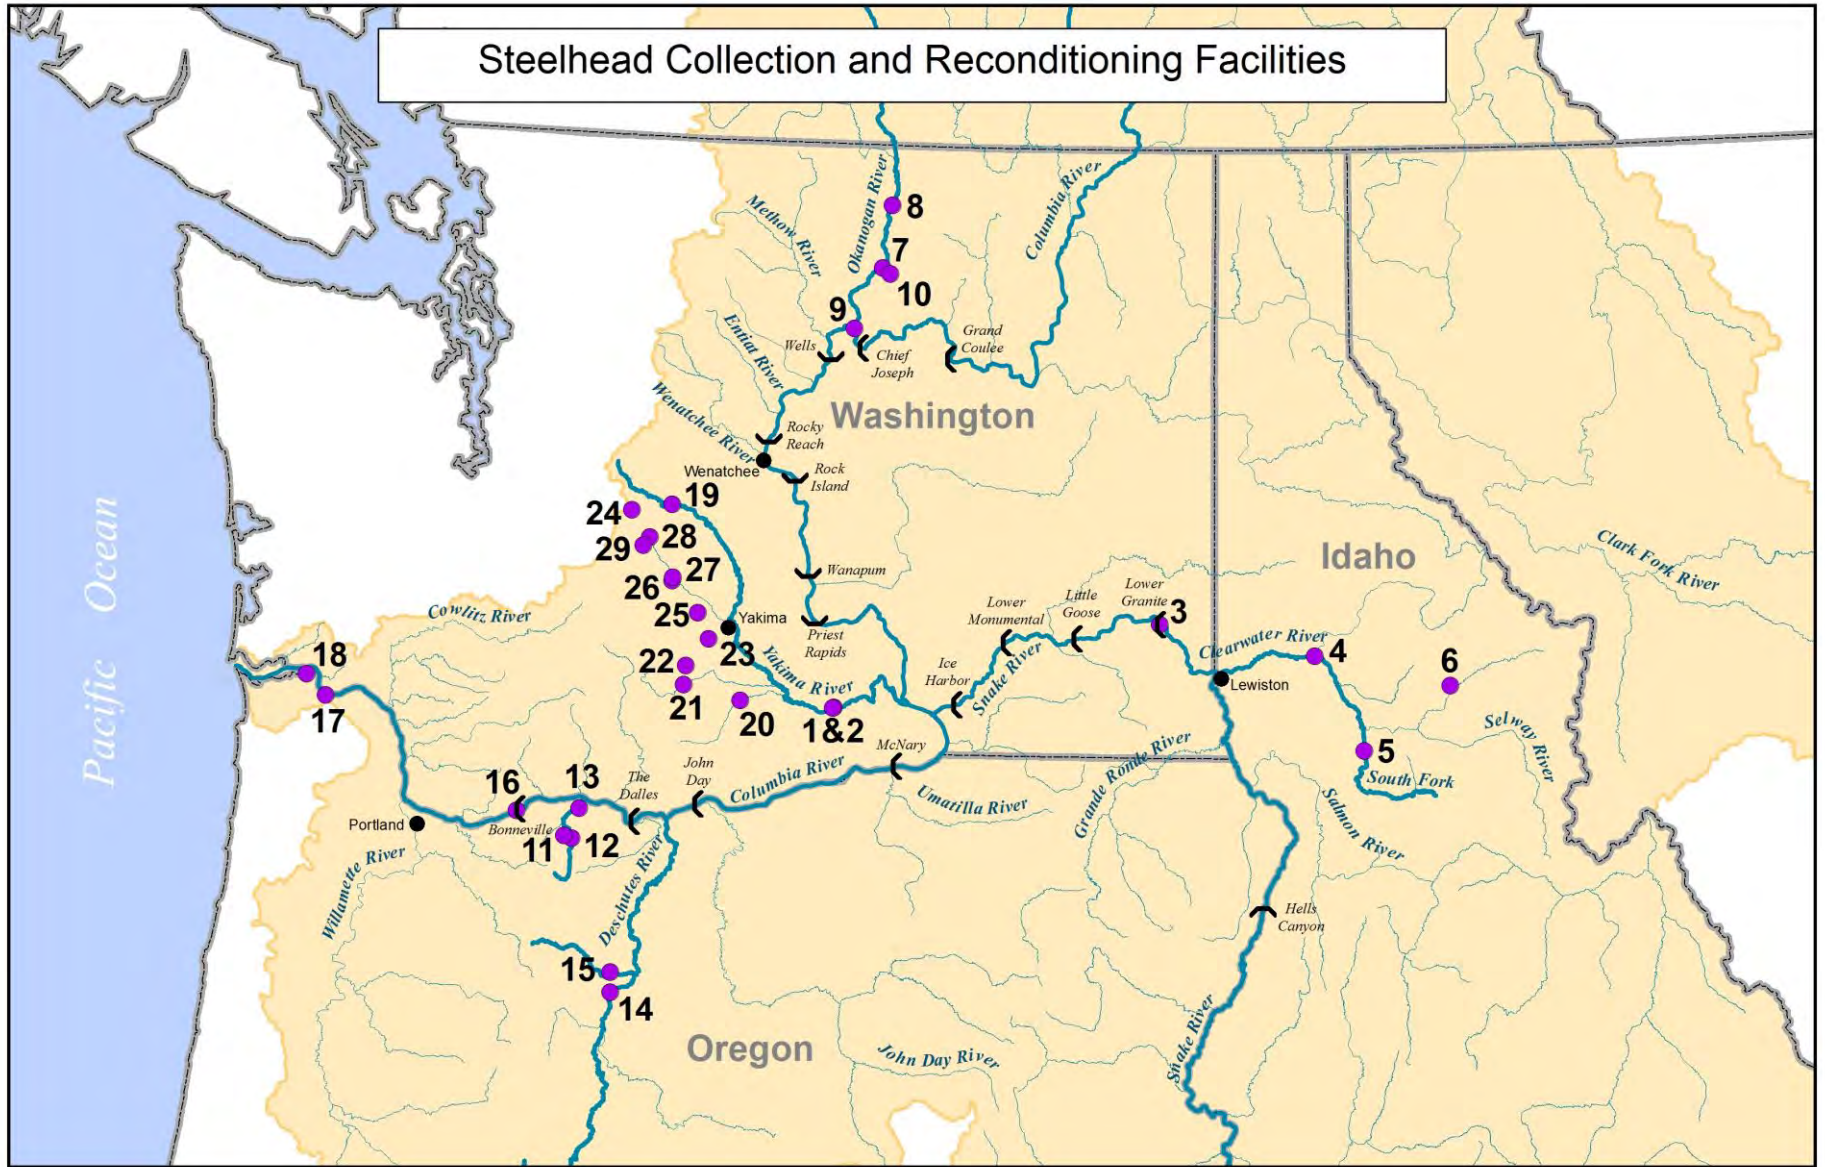 Steelhead Collection and Reconditioning Facilities
Okanogan River
Methow River
Columbia River
8
7
10
9
Entiat River
Wells
Chief
Joseph
Grand
Coulee
Wenatchee River
Washington
Rocky
Reach
Wenatchee
Rock
Island
19
24
28
29
27
26
Wanapum
Pacific Ocean
Idaho
Clark Fork River
Cowlitz River
25
Yakima
Priest
Rapids
Lower
Monumental
Little
Goose
Lower
Granite
3
23
22
21
20
Yakima River
1&2
Ice
Harbor
Snake River
Clearwater River
4
6
Lewiston
18
17
Selway River
5
South Fork
McNary
John
Day
The
Dalles
Columbia River
Umatilla River
Grande Ronde River
Salmon River
16
13
Portland
Bonneville
11
12
Willamette River
Deschutes River
Hells
Canyon
15
14
Oregon
John Day River
Snake River